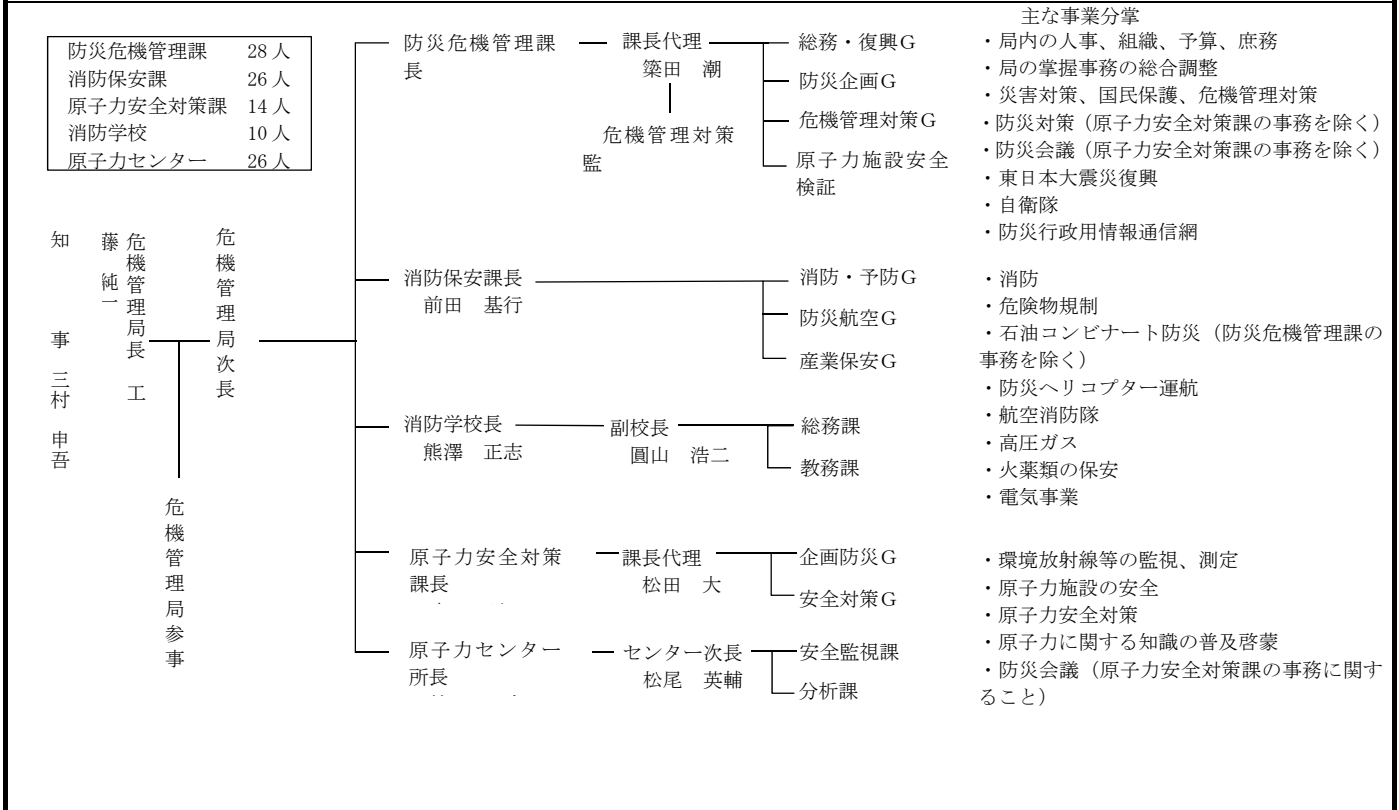 防災危機管理課 28人
消防保安課 26人
原子力安全対策課 14人
消防学校 10人
原子力センター 26人
知 事 三村 申吾
危機管理局長 工
藤 純一
危機管理局次長
危機管理局参事
防災危機管理課
長
課長代理
簗田 潮
危機管理対策
監
総務・復興G
防災企画G
危機管理対策G
原子力施設安全
検証
消防保安課長
前田 基行
消防・予防G
防災航空G
産業保安G
消防学校長
熊澤 正志
副校長
圓山 浩二
総務課
教務課
原子力安全対策
課長
課長代理
松田 大
企画防災G
安全対策G
原子力センター
所長
センター次長
松尾 英輔
安全監視課
分析課
主な事業分掌
・局内の人事、組織、予算、庶務
・局の掌握事務の総合調整
・災害対策、国民保護、危機管理対策
・防災対策（原子力安全対策課の事務を除く）
・防災会議（原子力安全対策課の事務を除く）
・東日本大震災復興
・自衛隊
・防災行政用情報通信網
・消防
・危険物規制
・石油コンビナート防災（防災危機管理課の
事務を除く）
・防災ヘリコプター運航
・航空消防隊
・高圧ガス
・火薬類の保安
・電気事業
・環境放射線等の監視、測定
・原子力施設の安全
・原子力安全対策
・原子力に関する知識の普及啓蒙
・防災会議（原子力安全対策課の事務に関す
ること）